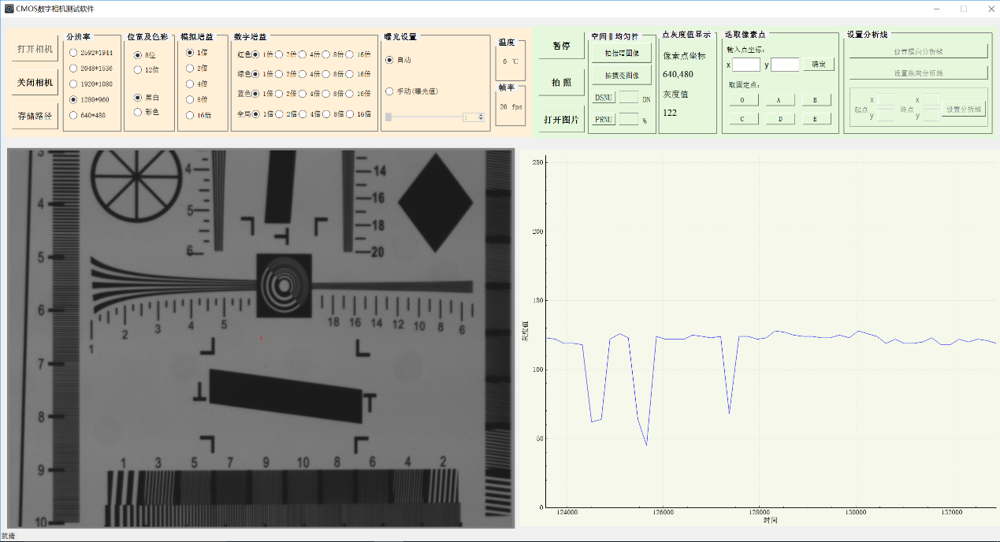 CMOS数字相机测试软件
打开相机
关闭相机
存储路径
分辨率
2592*1944
2048*1536
1920*1080
1280*960
640*480
位宽及色彩
8位
12位
黑白
彩色
模拟增益
1倍
2倍
4倍
8倍
16倍
数字增益
红色 1倍 2倍 4倍 8倍 16倍
绿色 1倍 2倍 4倍 8倍 16倍
蓝色 1倍 2倍 4倍 8倍 16倍
全局 1倍 2倍 4倍 8倍 16倍
曝光设置
自动
手动(曝光值)
1
温度
0 ℃
帧率
26 fps
暂停
拍 照
打开图片
空间非均匀性
拍摄暗图像
拍摄亮图像
DSNU DN
PRNU %
点灰度值显示
像素点坐标
640,480
灰度值
122
选取像素点
输入点坐标:
x y 确定
取固定点:
O A B
C D E
设置分析线
设置横向分析线
设置纵向分析线
起点 x y 终点 x y 设置分析线
3
4
5
6
7
8
9
10
4
5
6
14
16
18
20
1 2 3 4 5
18 16 14 12 10 8 6
1 3 5 7 9 10 8 6 4 2
灰度值
250
200
150
100
50
0
124000 126000 128000 130000 132000
时间
就绪